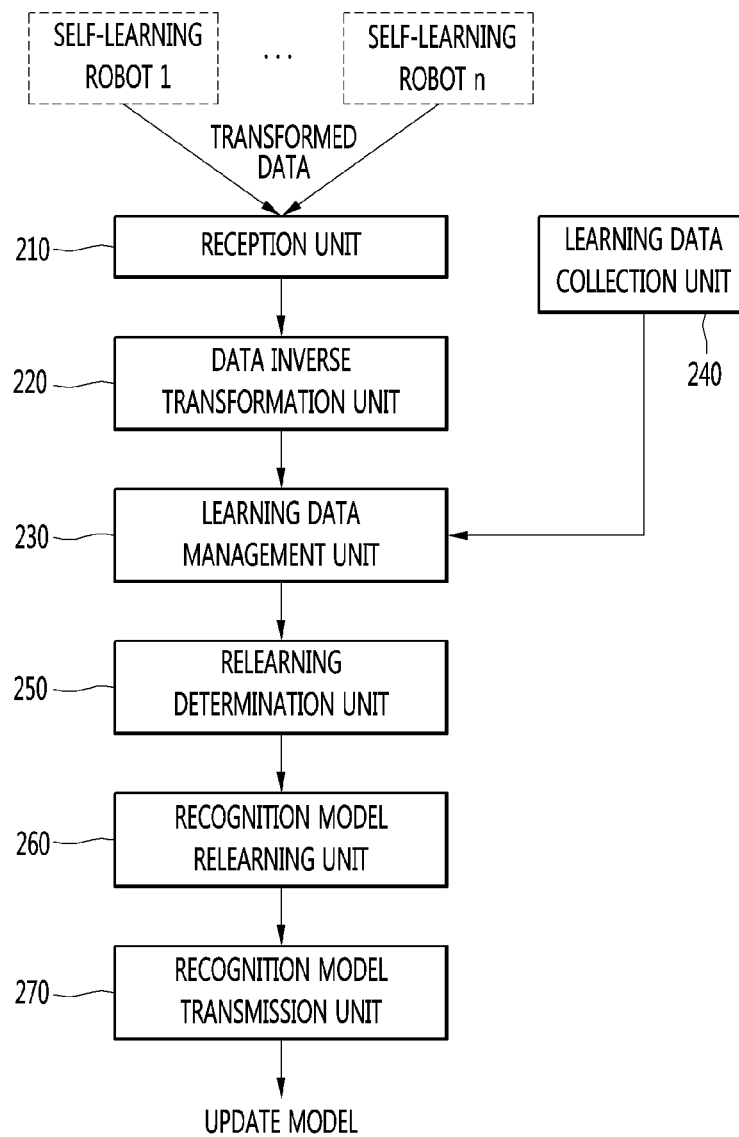 SELF-LEARNING
ROBOT 1
...
SELF-LEARNING
ROBOT n
TRANSFORMED
DATA
210
RECEPTION UNIT
LEARNING DATA
COLLECTION UNIT
240
220
DATA INVERSE
TRANSFORMATION UNIT
230
LEARNING DATA
MANAGEMENT UNIT
250
RELEARNING
DETERMINATION UNIT
260
RECOGNITION MODEL
RELEARNING UNIT
270
RECOGNITION MODEL
TRANSMISSION UNIT
UPDATE MODEL